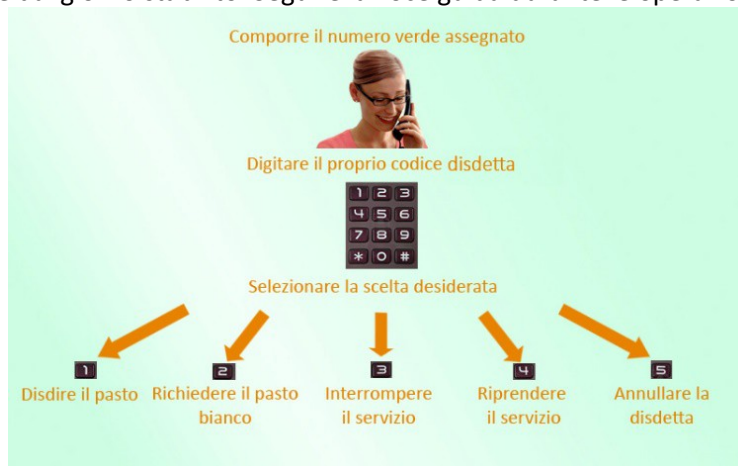 Comporre il numero verde assegnato
Digitare il proprio codice disdetta
1 2 3
4 5 6
7 8 9
* 0 #
Selezionare la scelta desiderata
1 2 3 4 5
Disdire il pasto Richiedere il pasto bianco Interrompere il servizio Riprendere il servizio Annullare la disdetta